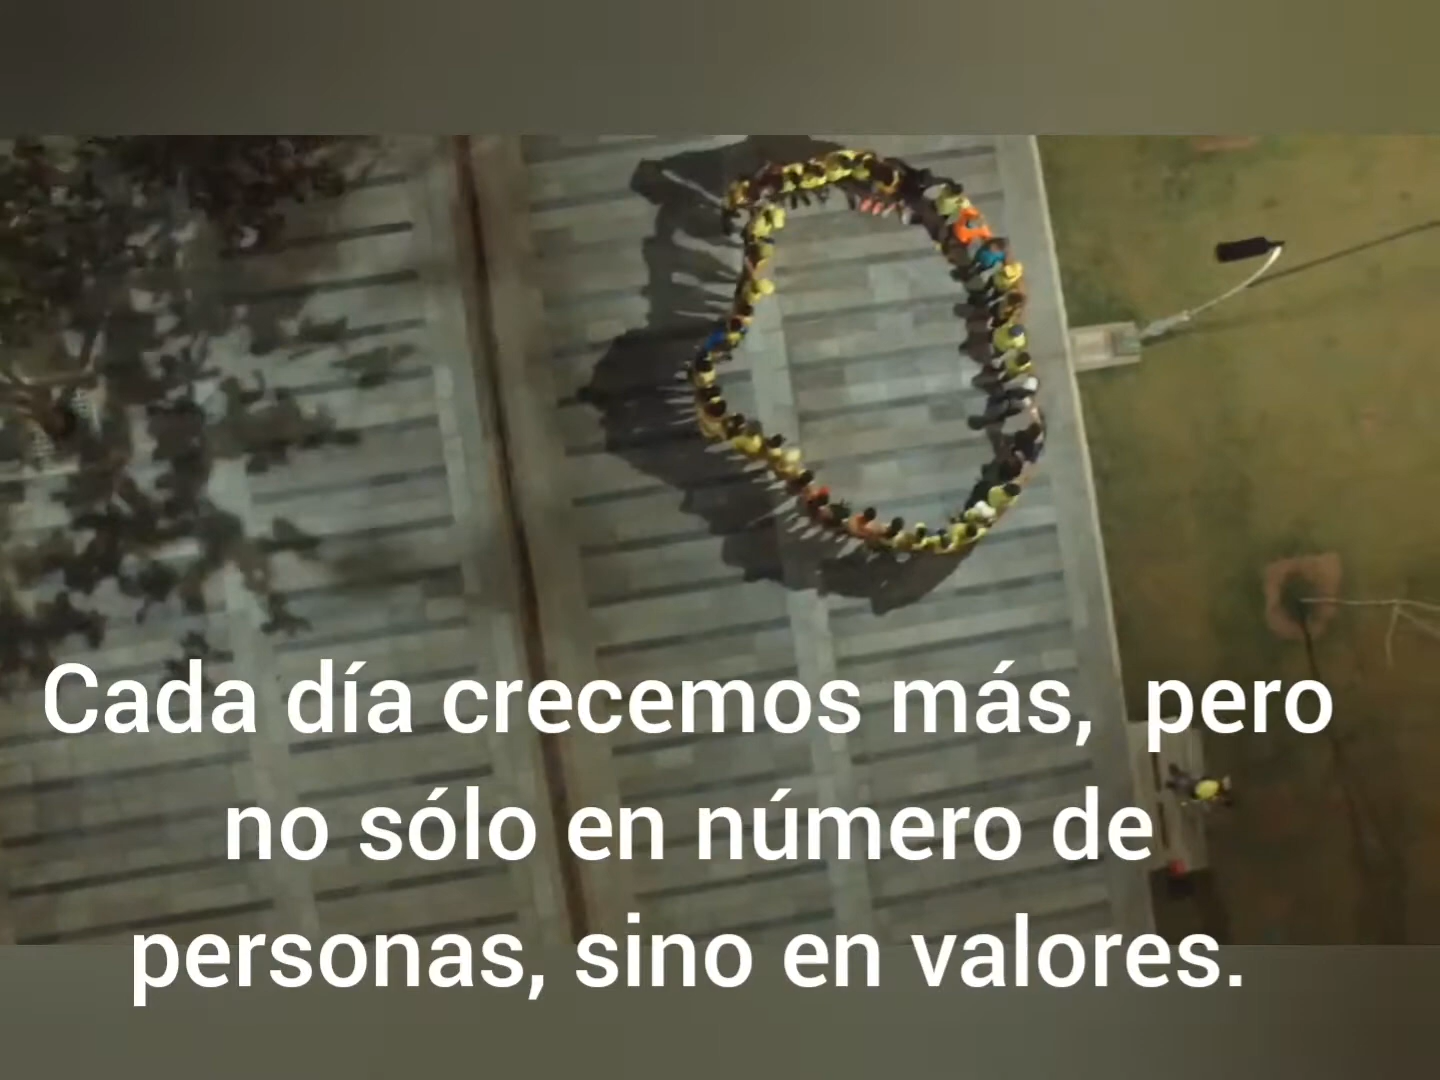 Cada día crecemos más,  pero
no sólo en número de
personas, sino en valores.